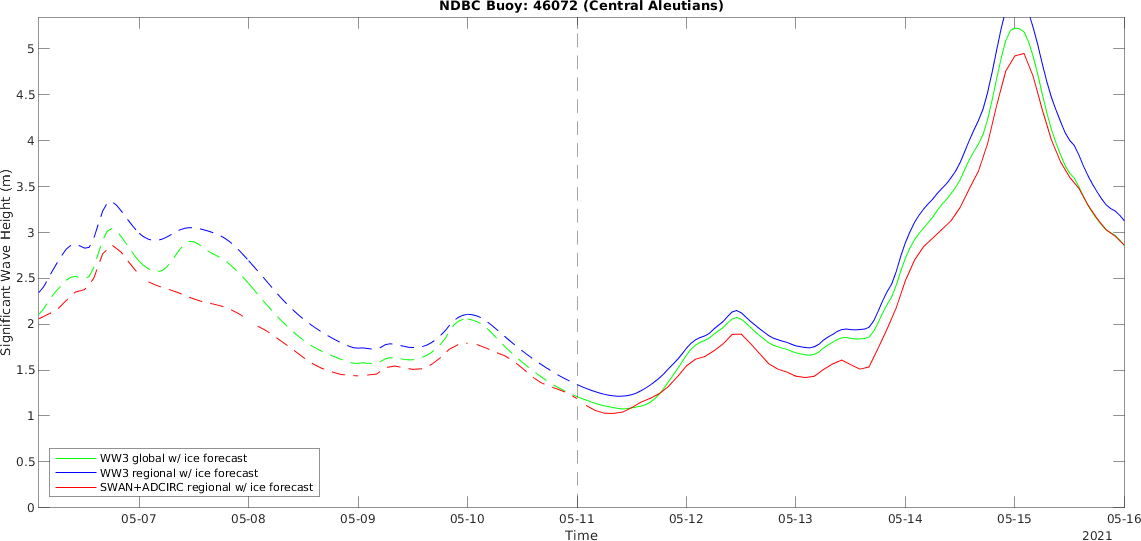 NDBC Buoy: 46072 (Central Aleutians)
Significant Wave Height (m)
5
4.5
4
3.5
3
2.5
2
1.5
1
0.5
0
WW3 global w/ ice forecast
WW3 regional w/ ice forecast
SWAN+ADCIRC regional w/ ice forecast
05-07 05-08 05-09 05-10 05-11 05-12 05-13 05-14 05-15 05-16
Time
2021